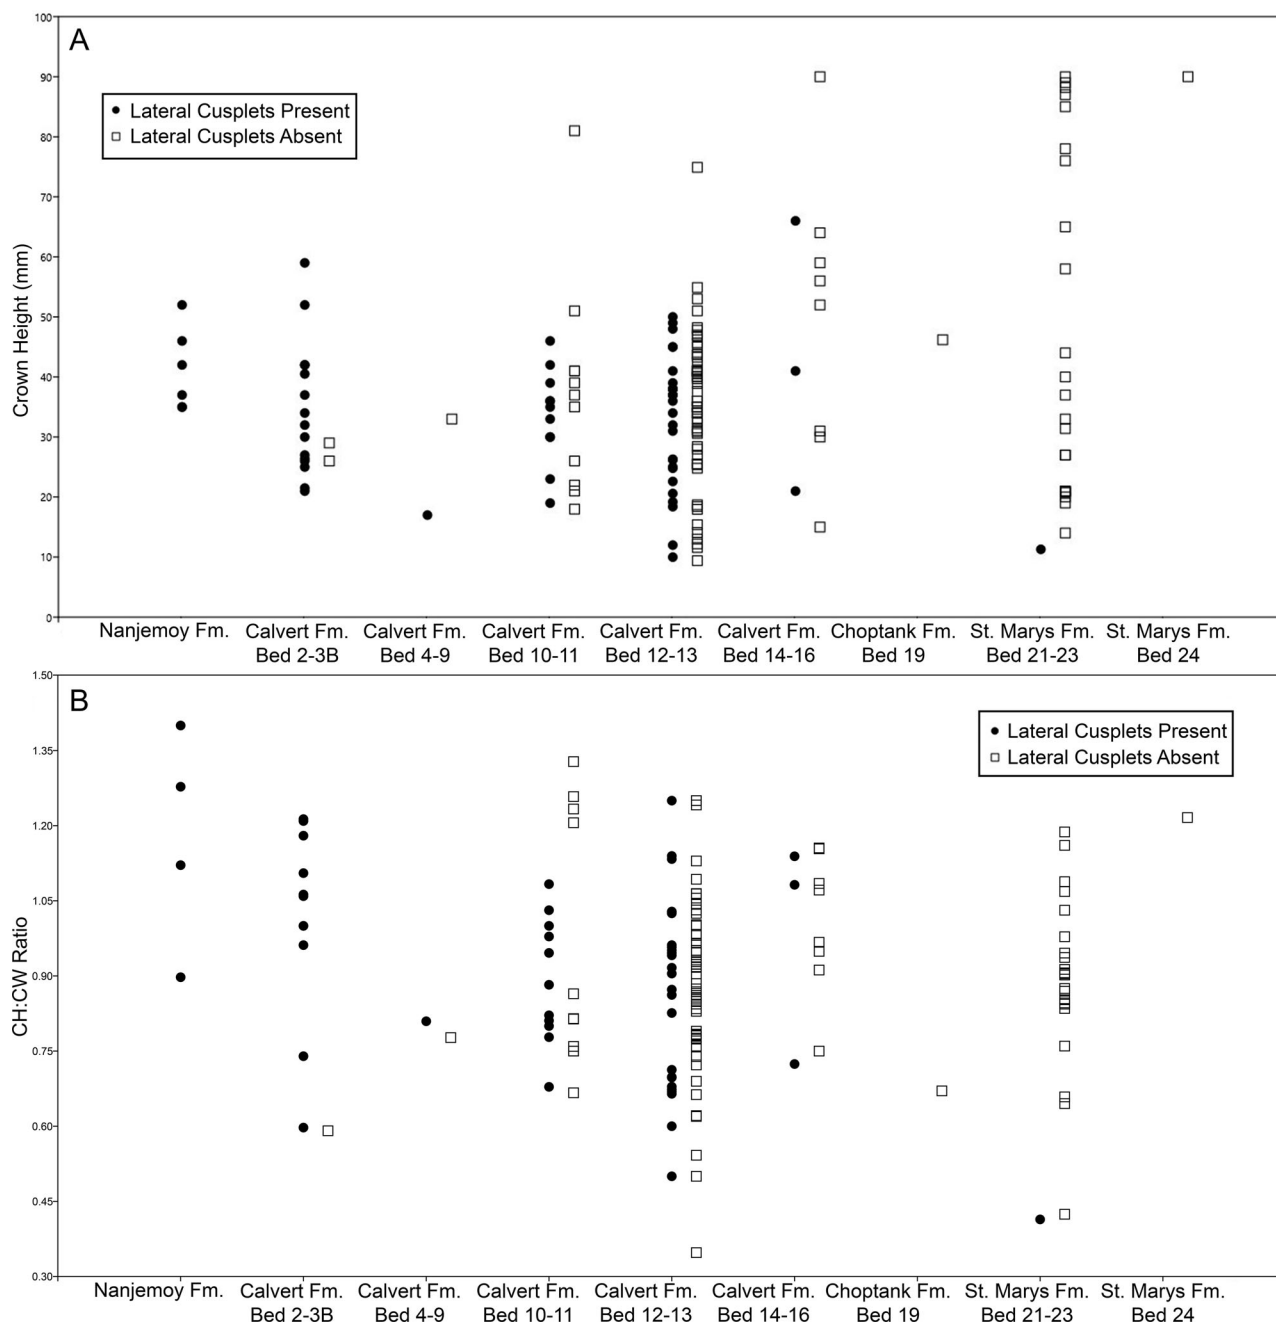 A
Lateral Cusplets Present
Lateral Cusplets Absent
Crown Height (mm)
100
90
80
70
60
50
40
30
20
10
0
Nanjemoy Fm. Calvert Fm. Calvert Fm. Calvert Fm. Calvert Fm. Calvert Fm. Choptank Fm. St. Marys Fm. St. Marys Fm.
Bed 2-3B Bed 4-9 Bed 10-11 Bed 12-13 Bed 14-16 Bed 19 Bed 21-23 Bed 24
B
Lateral Cusplets Present
Lateral Cusplets Absent
CH:CW Ratio
1.50
1.35
1.20
1.05
0.90
0.75
0.60
0.45
0.30
Nanjemoy Fm. Calvert Fm. Calvert Fm. Calvert Fm. Calvert Fm. Calvert Fm. Choptank Fm. St. Marys Fm. St. Marys Fm.
Bed 2-3B Bed 4-9 Bed 10-11 Bed 12-13 Bed 14-16 Bed 19 Bed 21-23 Bed 24